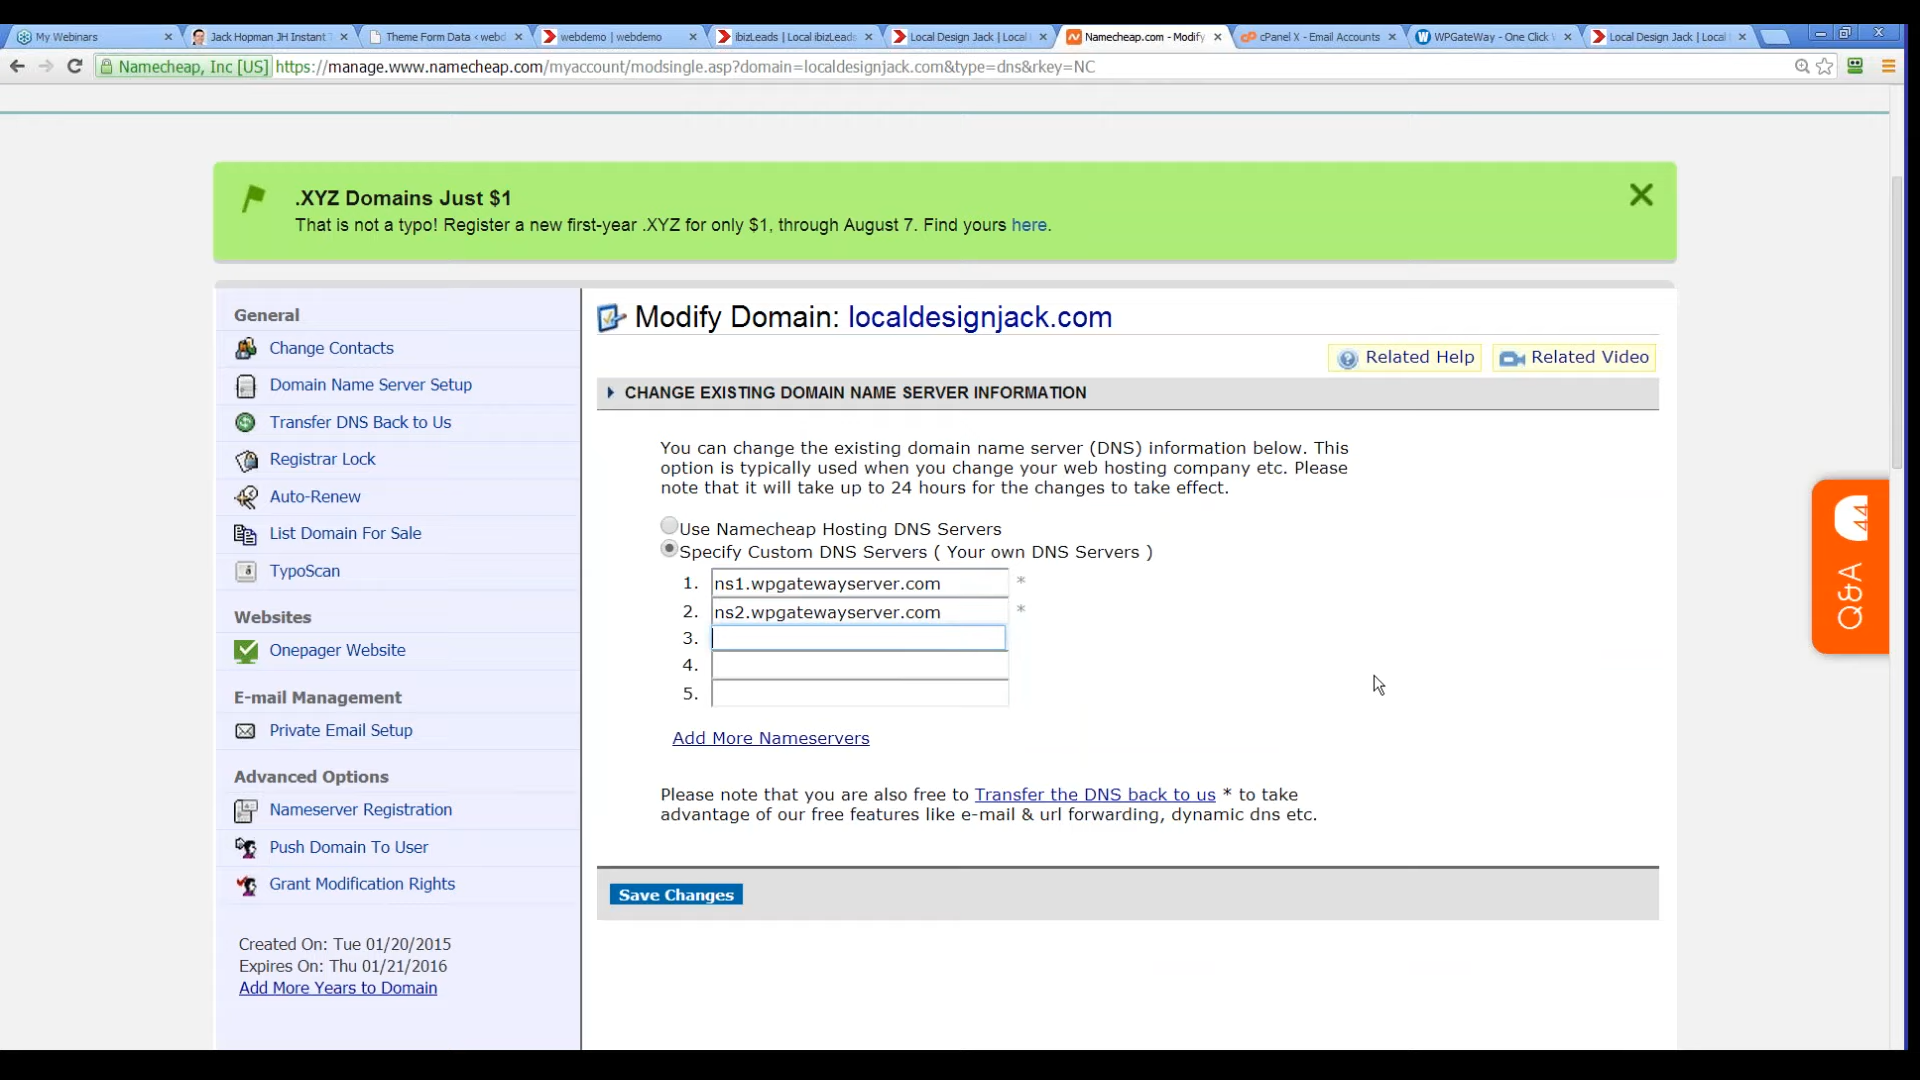 My Webinars
Jack Hopman JH Instant
Theme Form Data ‹ webd
webdemo | webdemo
ibizLeads | Local ibizLeads
Local Design Jack | Local
Namecheap.com - Modify
cPanel X - Email Accounts
WPGateWay - One Click
Local Design Jack | Local
Namecheap, Inc [US] https://manage.www.namecheap.com/myaccount/modsingle.asp?domain=localdesignjack.com&type=dns&rkey=NC
.XYZ Domains Just $1
That is not a typo! Register a new first-year .XYZ for only $1, through August 7. Find yours here.
General
Change Contacts
Domain Name Server Setup
Transfer DNS Back to Us
Registrar Lock
Auto-Renew
List Domain For Sale
TypoScan
Websites
Onepager Website
E-mail Management
Private Email Setup
Advanced Options
Nameserver Registration
Push Domain To User
Grant Modification Rights
Created On: Tue 01/20/2015
Expires On: Thu 01/21/2016
Add More Years to Domain
Modify Domain: localdesignjack.com
Related Help
Related Video
CHANGE EXISTING DOMAIN NAME SERVER INFORMATION
You can change the existing domain name server (DNS) information below. This
option is typically used when you change your web hosting company etc. Please
note that it will take up to 24 hours for the changes to take effect.
Use Namecheap Hosting DNS Servers
Specify Custom DNS Servers ( Your own DNS Servers )
1. ns1.wpgatewayserver.com *
2. ns2.wpgatewayserver.com *
3.
4.
5.
Add More Nameservers
Please note that you are also free to Transfer the DNS back to us * to take
advantage of our free features like e-mail & url forwarding, dynamic dns etc.
Save Changes
44
Q&A